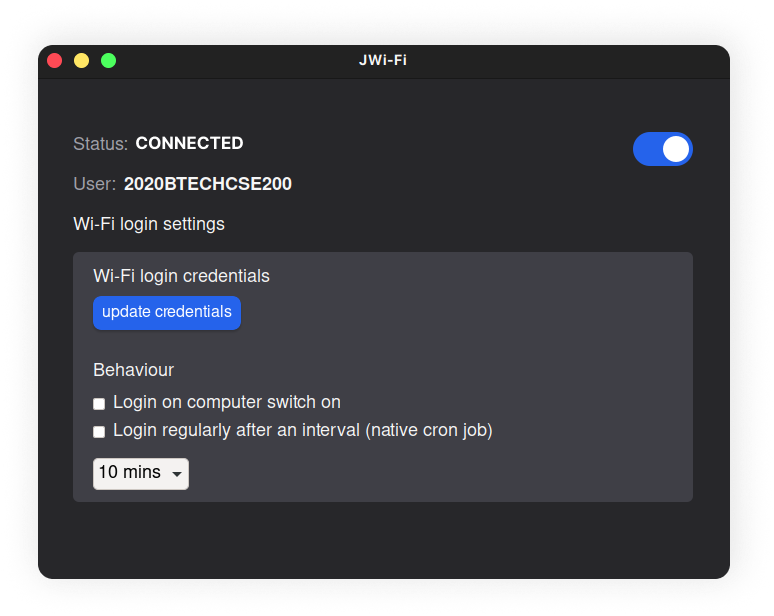 JWi-Fi
Status: CONNECTED
User: 2020BTECHCSE200
Wi-Fi login settings
Wi-Fi login credentials
update credentials
Behaviour
Login on computer switch on
Login regularly after an interval (native cron job)
10 mins